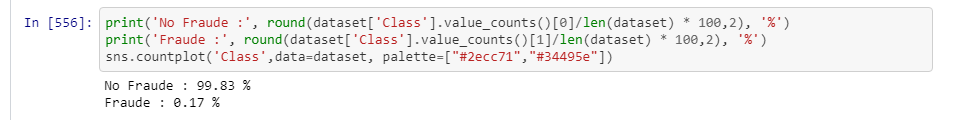 In [556]: print('No Fraude :', round(dataset['Class'].value_counts()[0]/len(dataset) * 100,2), '%')
print('Fraude :', round(dataset['Class'].value_counts()[1]/len(dataset) * 100,2), '%')
sns.countplot('Class',data=dataset, palette=["#2ecc71","#34495e"])
No Fraude : 99.83 %
Fraude : 0.17 %